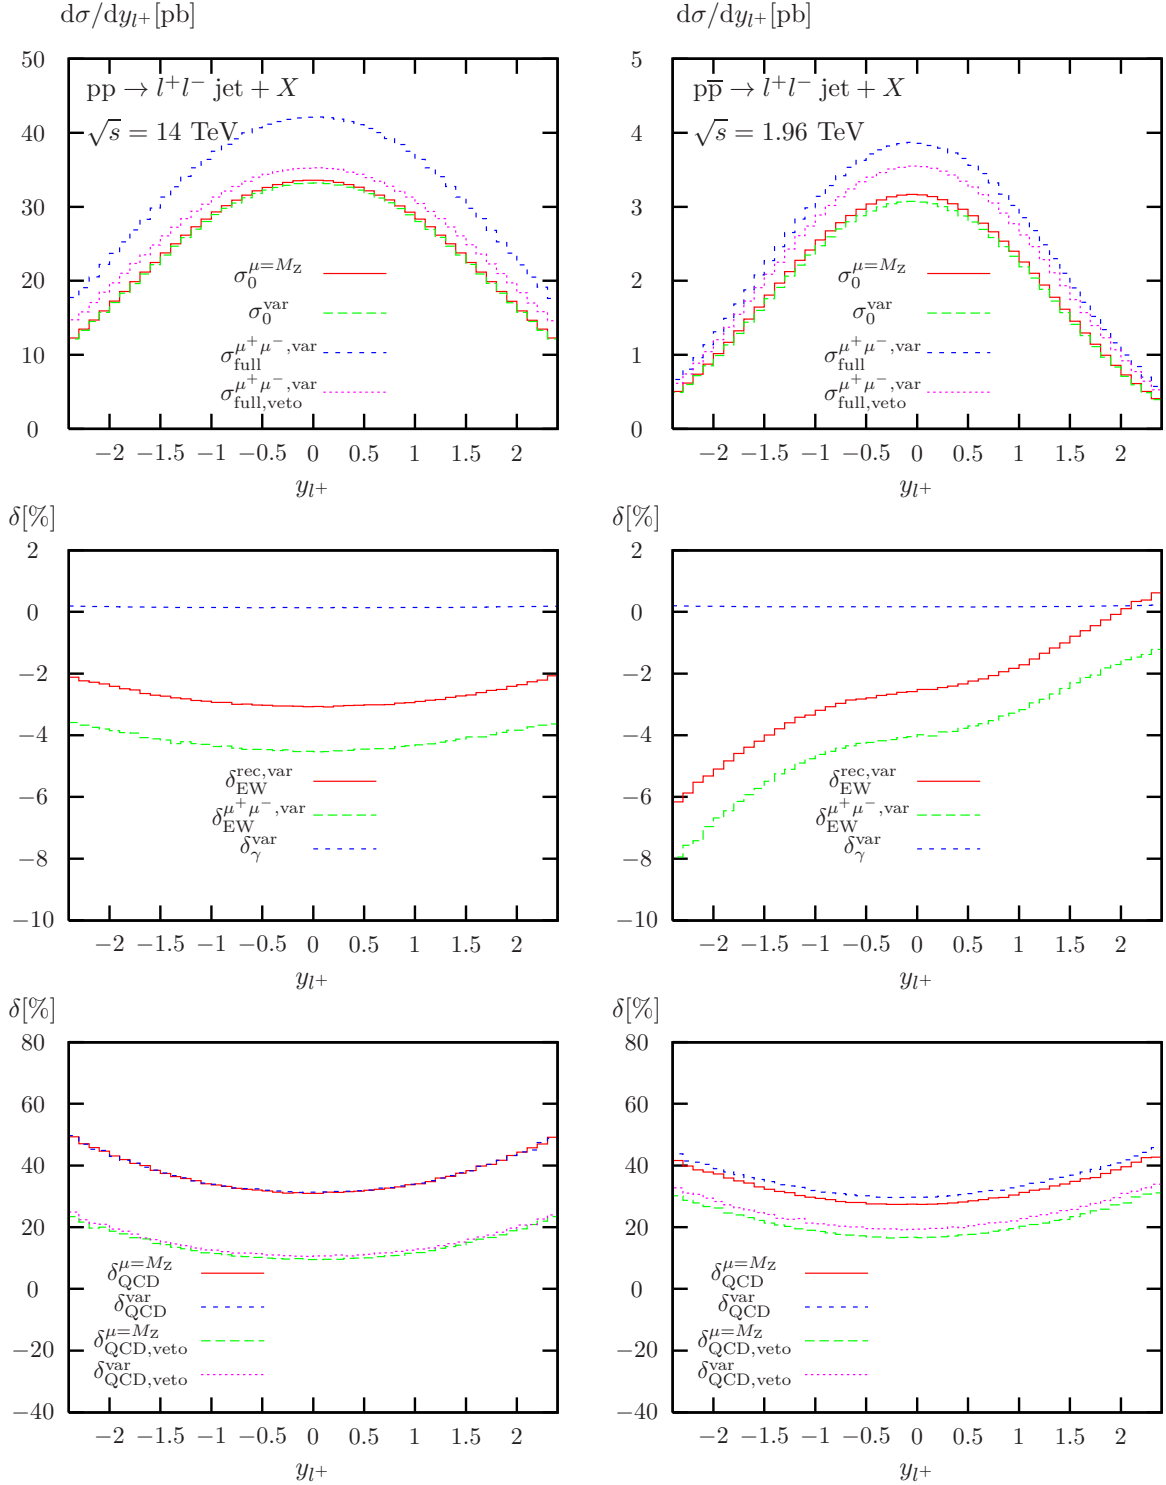 dσ/dy_{l+}[pb]
50
40
30
20
10
0
pp → l⁺l⁻ jet + X
√s = 14 TeV
σ_0^{μ=M_Z}
σ_0^{var}
σ_{full}^{μ⁺μ⁻,var}
σ_{full,veto}^{μ⁺μ⁻,var}
−2 −1.5 −1 −0.5 0 0.5 1 1.5 2
y_{l+}
dσ/dy_{l+}[pb]
5
4
3
2
1
0
pp̅ → l⁺l⁻ jet + X
√s = 1.96 TeV
σ_0^{μ=M_Z}
σ_0^{var}
σ_{full}^{μ⁺μ⁻,var}
σ_{full,veto}^{μ⁺μ⁻,var}
−2 −1.5 −1 −0.5 0 0.5 1 1.5 2
y_{l+}
δ[%]
2
0
−2
−4
−6
−8
−10
δ_{EW}^{rec,var}
δ_{EW}^{μ⁺μ⁻,var}
δ_γ^{var}
−2 −1.5 −1 −0.5 0 0.5 1 1.5 2
y_{l+}
δ[%]
2
0
−2
−4
−6
−8
−10
δ_{EW}^{rec,var}
δ_{EW}^{μ⁺μ⁻,var}
δ_γ^{var}
−2 −1.5 −1 −0.5 0 0.5 1 1.5 2
y_{l+}
δ[%]
80
60
40
20
0
−20
−40
δ_{QCD}^{μ=M_Z}
δ_{QCD}^{var}
δ_{QCD,veto}^{μ=M_Z}
δ_{QCD,veto}^{var}
−2 −1.5 −1 −0.5 0 0.5 1 1.5 2
y_{l+}
δ[%]
80
60
40
20
0
−20
−40
δ_{QCD}^{μ=M_Z}
δ_{QCD}^{var}
δ_{QCD,veto}^{μ=M_Z}
δ_{QCD,veto}^{var}
−2 −1.5 −1 −0.5 0 0.5 1 1.5 2
y_{l+}